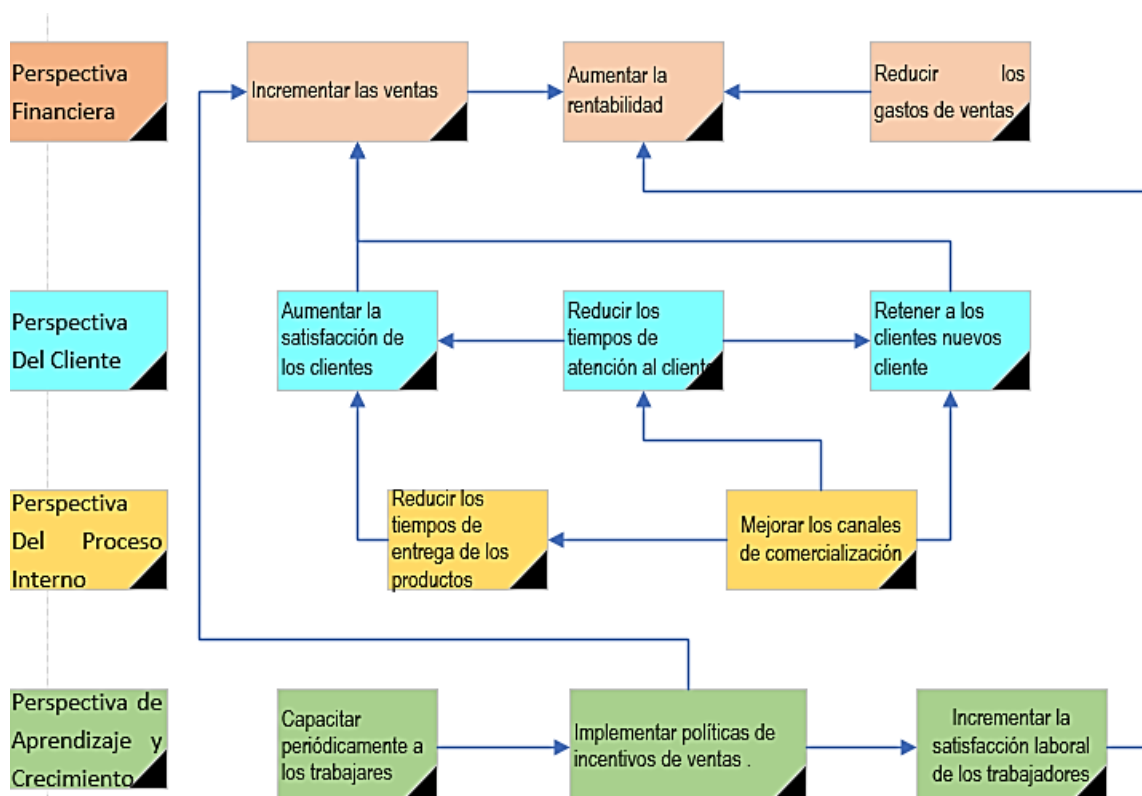 Perspectiva
Financiera
Incrementar las ventas
Aumentar la
rentabilidad
Reducir los
gastos de ventas
Perspectiva
Del Cliente
Aumentar la
satisfacción de
los clientes
Reducir los
tiempos de
atención al cliente
Retener a los
clientes nuevos
cliente
Perspectiva
Del Proceso
Interno
Reducir los
tiempos de
entrega de los
productos
Mejorar los canales
de comercialización
Perspectiva de
Aprendizaje y
Crecimiento
Capacitar
periódicamente a
los trabajares
Implementar políticas de
incentivos de ventas .
Incrementar la
satisfacción laboral
de los trabajadores